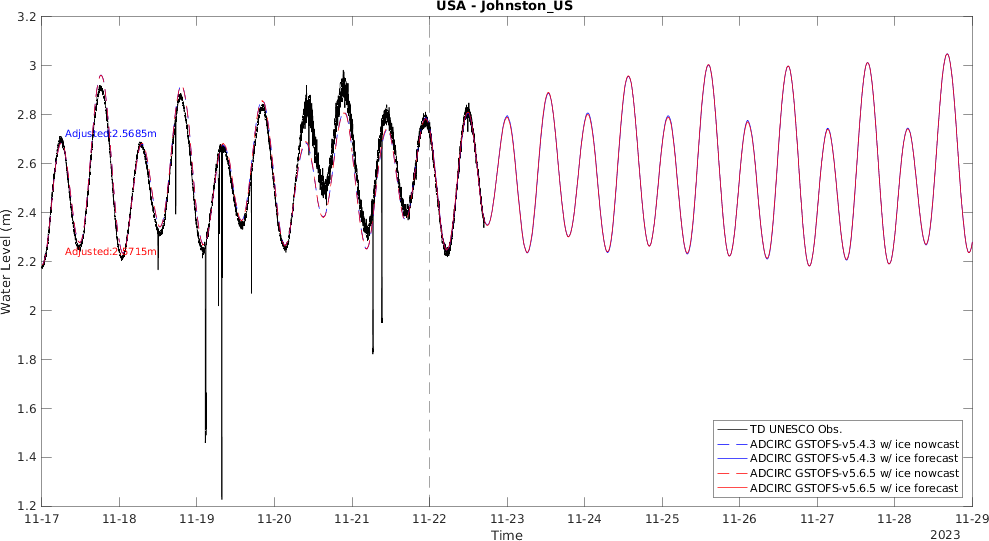 USA - Johnston_US
3.2
3
2.8
2.6
2.4
2.2
2
1.8
1.6
1.4
1.2
Water Level (m)
Adjusted:2.5685m
Adjusted:2.5715m
TD UNESCO Obs.
ADCIRC GSTOFS-v5.4.3 w/ ice nowcast
ADCIRC GSTOFS-v5.4.3 w/ ice forecast
ADCIRC GSTOFS-v5.6.5 w/ ice nowcast
ADCIRC GSTOFS-v5.6.5 w/ ice forecast
11-17 11-18 11-19 11-20 11-21 11-22 11-23 11-24 11-25 11-26 11-27 11-28 11-29
Time
2023